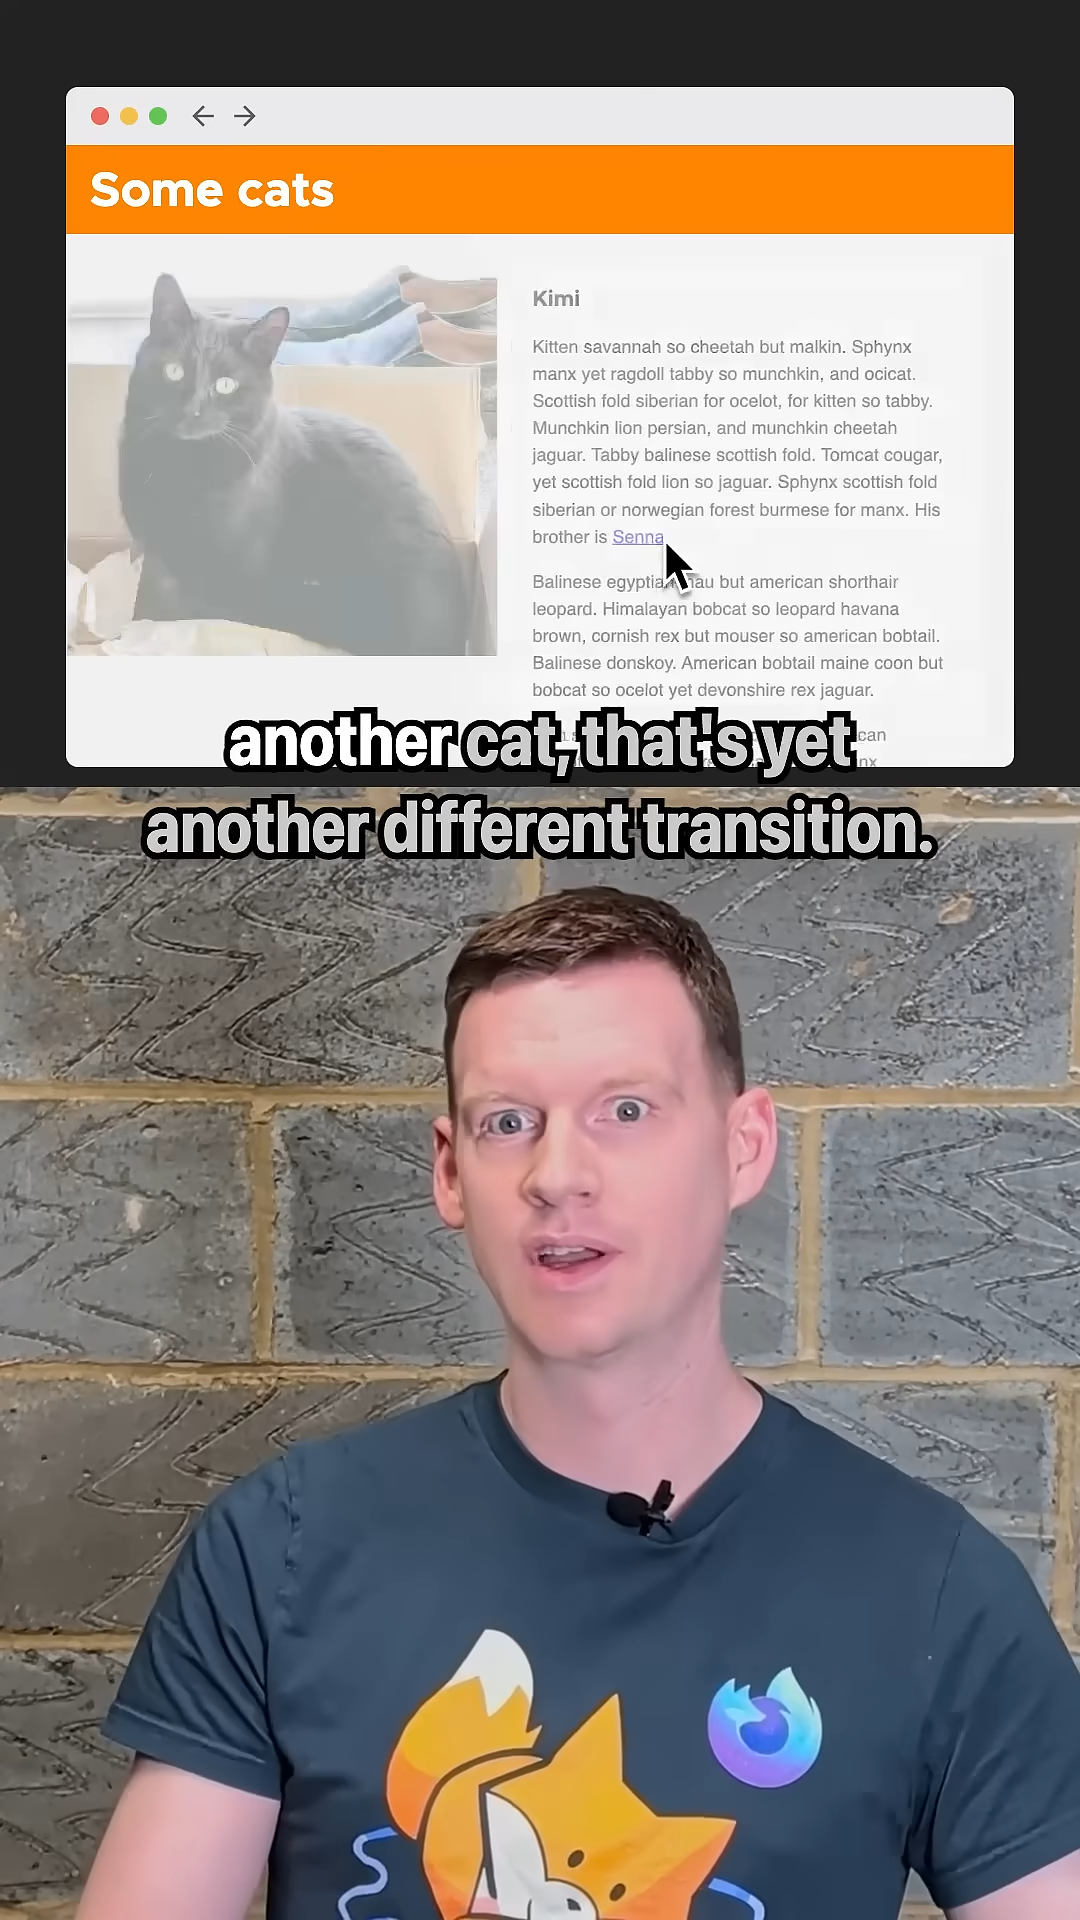 Some cats
Kimi
Kitten savannah so cheetah but malkin. Sphynx
manx yet ragdoll tabby so munchkin, and ocicat.
Scottish fold siberian for ocelot, for kitten so tabby.
Munchkin lion persian, and munchkin cheetah
jaguar. Tabby balinese scottish fold. Tomcat cougar,
yet scottish fold lion so jaguar. Sphynx scottish fold
siberian or norwegian forest burmese for manx. His
brother is Senna
Balinese but american shorthair
leopard. Himalayan bobcat so leopard havana
brown, cornish rex but mouser so american bobtail.
Balinese donskoy. American bobtail maine coon but
bobcat so ocelot yet devonshire rex jaguar.
another cat, that's yet
another different transition.